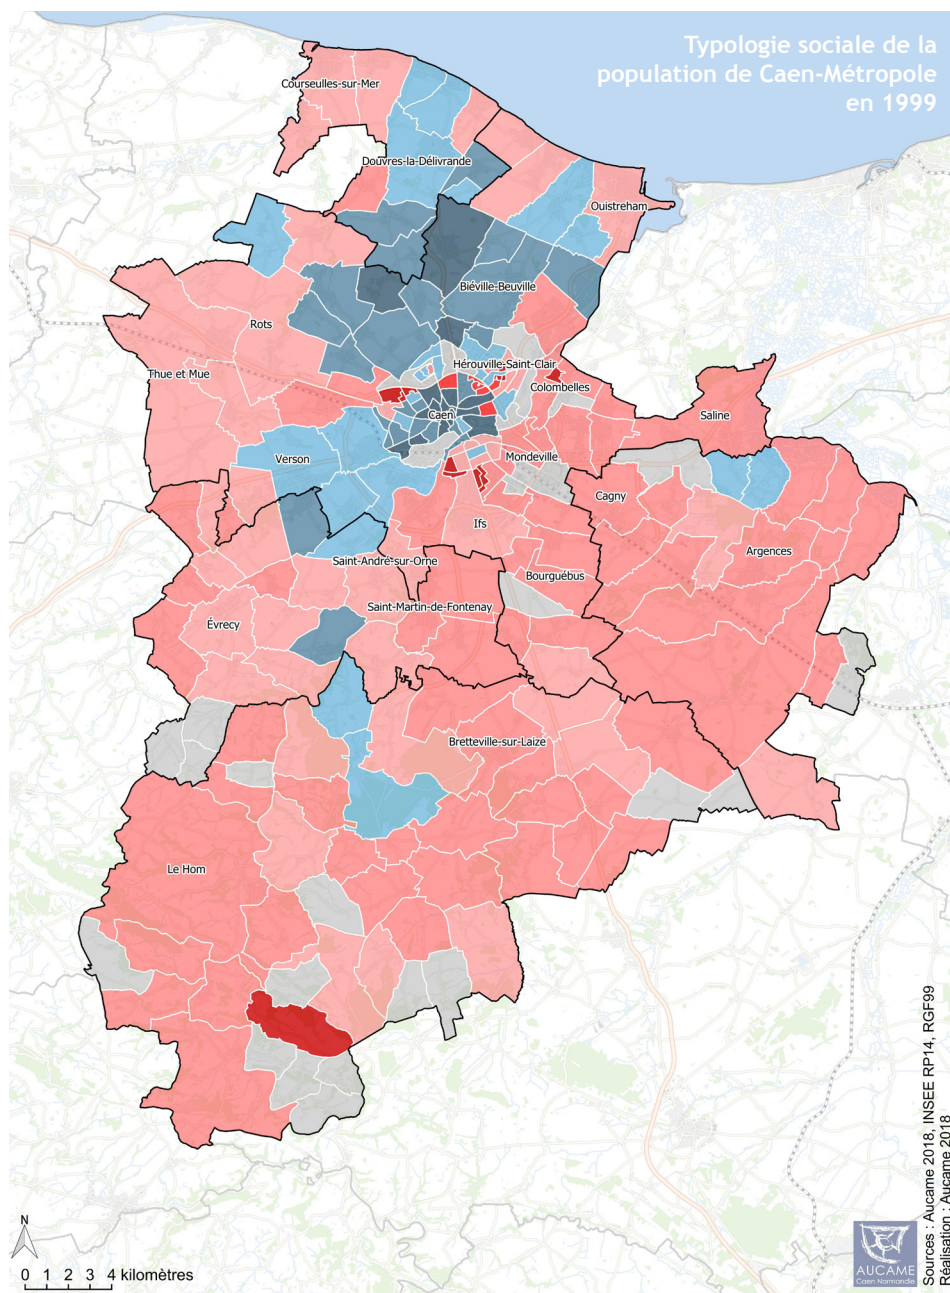 Typologie sociale de la
population de Caen-Métropole
en 1999
Courseulles-sur-Mer
Douvres-la-Délivrande
Ouistreham
Biéville-Beuville
Rots
Hérouville-Saint-Clair
Thue et Mue
Colombelles
Caen
Saline
Verson
Mondeville
Cagny
Ifs
Argences
Saint-André-sur-Orne
Bourguébus
Saint-Martin-de-Fontenay
Évrecy
Bretteville-sur-Laize
Le Hom
N
0 1 2 3 4 kilomètres
AUCAME
Caen Normandie
Sources : Aucame 2018, INSEE RP14, RGF99
Réalisation : Aucame 2018